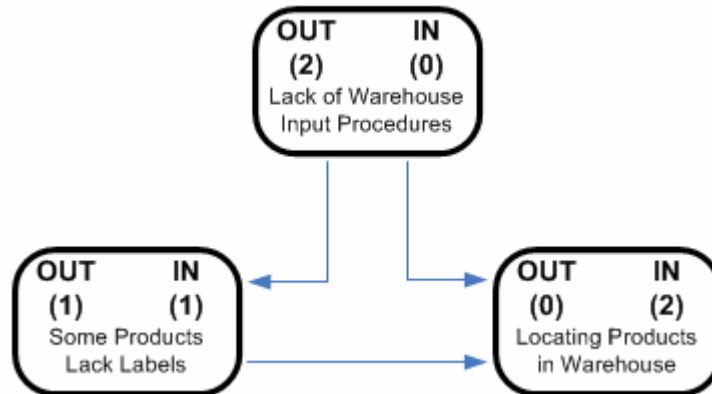 OUT IN
(2) (0)
Lack of Warehouse
Input Procedures
OUT IN
(1) (1)
Some Products
Lack Labels
OUT IN
(0) (2)
Locating Products
in Warehouse